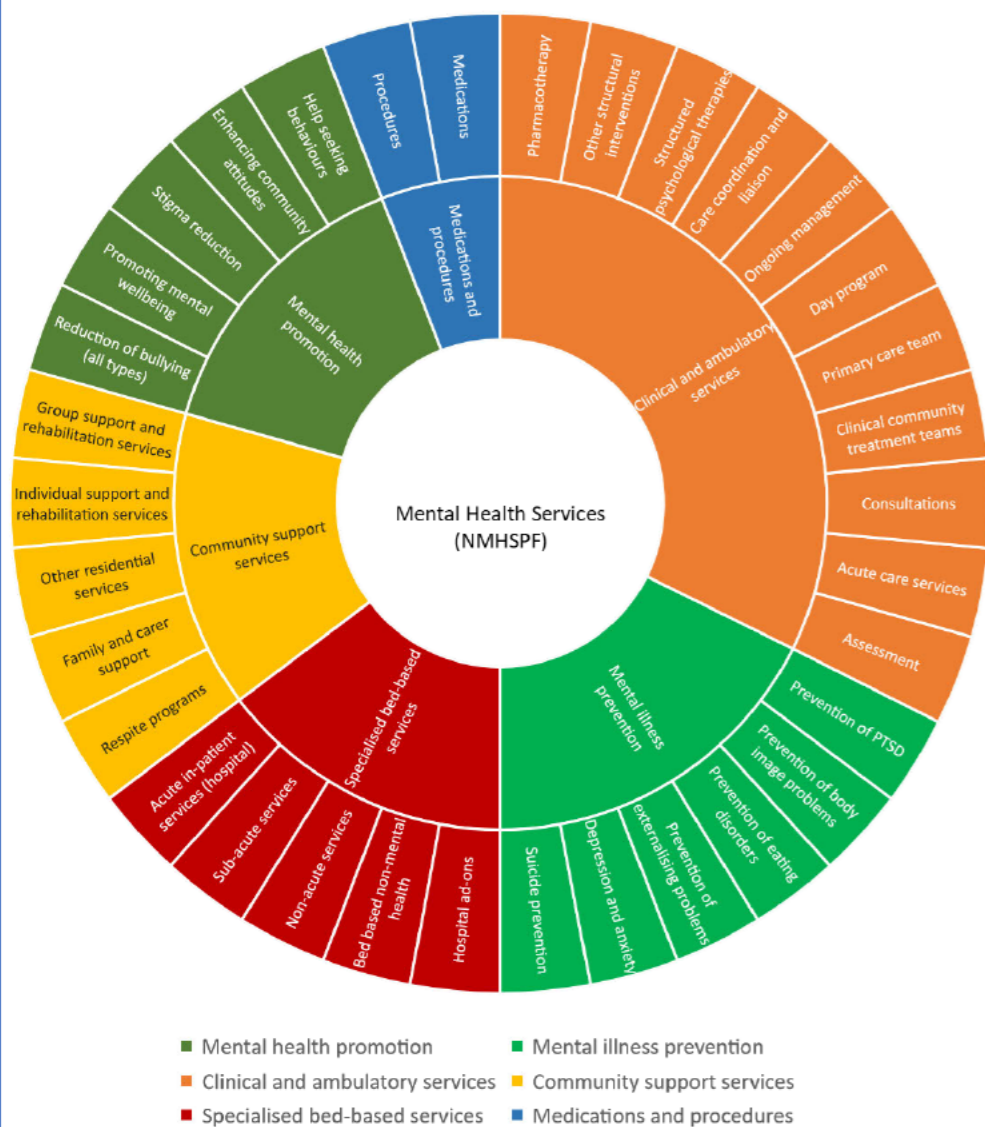 Pharmacotherapy
Other structural
interventions
Structured
psychological therapies
Care coordination and
liaison
Ongoing management
Day program
Primary care team
Clinical community
treatment teams
Consultations
Acute care services
Assessment
Clinical and ambulatory
services
Prevention of PTSD
Prevention of body
image problems
Prevention of eating
disorders
Prevention of
externalising problems
Depression and anxiety
Suicide prevention
Mental illness
prevention
Hospital ad-ons
Bed based non-mental
health
Non-acute services
Sub-acute services
Acute in-patient
services (hospital)
Specialised bed-based
services
Respite programs
Family and carer
support
Other residential
services
Individual support and
rehabilitation services
Group support and
rehabilitation services
Community support
services
Reduction of bullying
(all types)
Promoting mental
wellbeing
Stigma reduction
Enhancing community
attitudes
Help seeking
behaviours
Mental health
promotion
Procedures
Medications
Medications and
procedures
Mental Health Services
(NMHSPF)
Mental health promotion
Mental illness prevention
Clinical and ambulatory services
Community support services
Specialised bed-based services
Medications and procedures